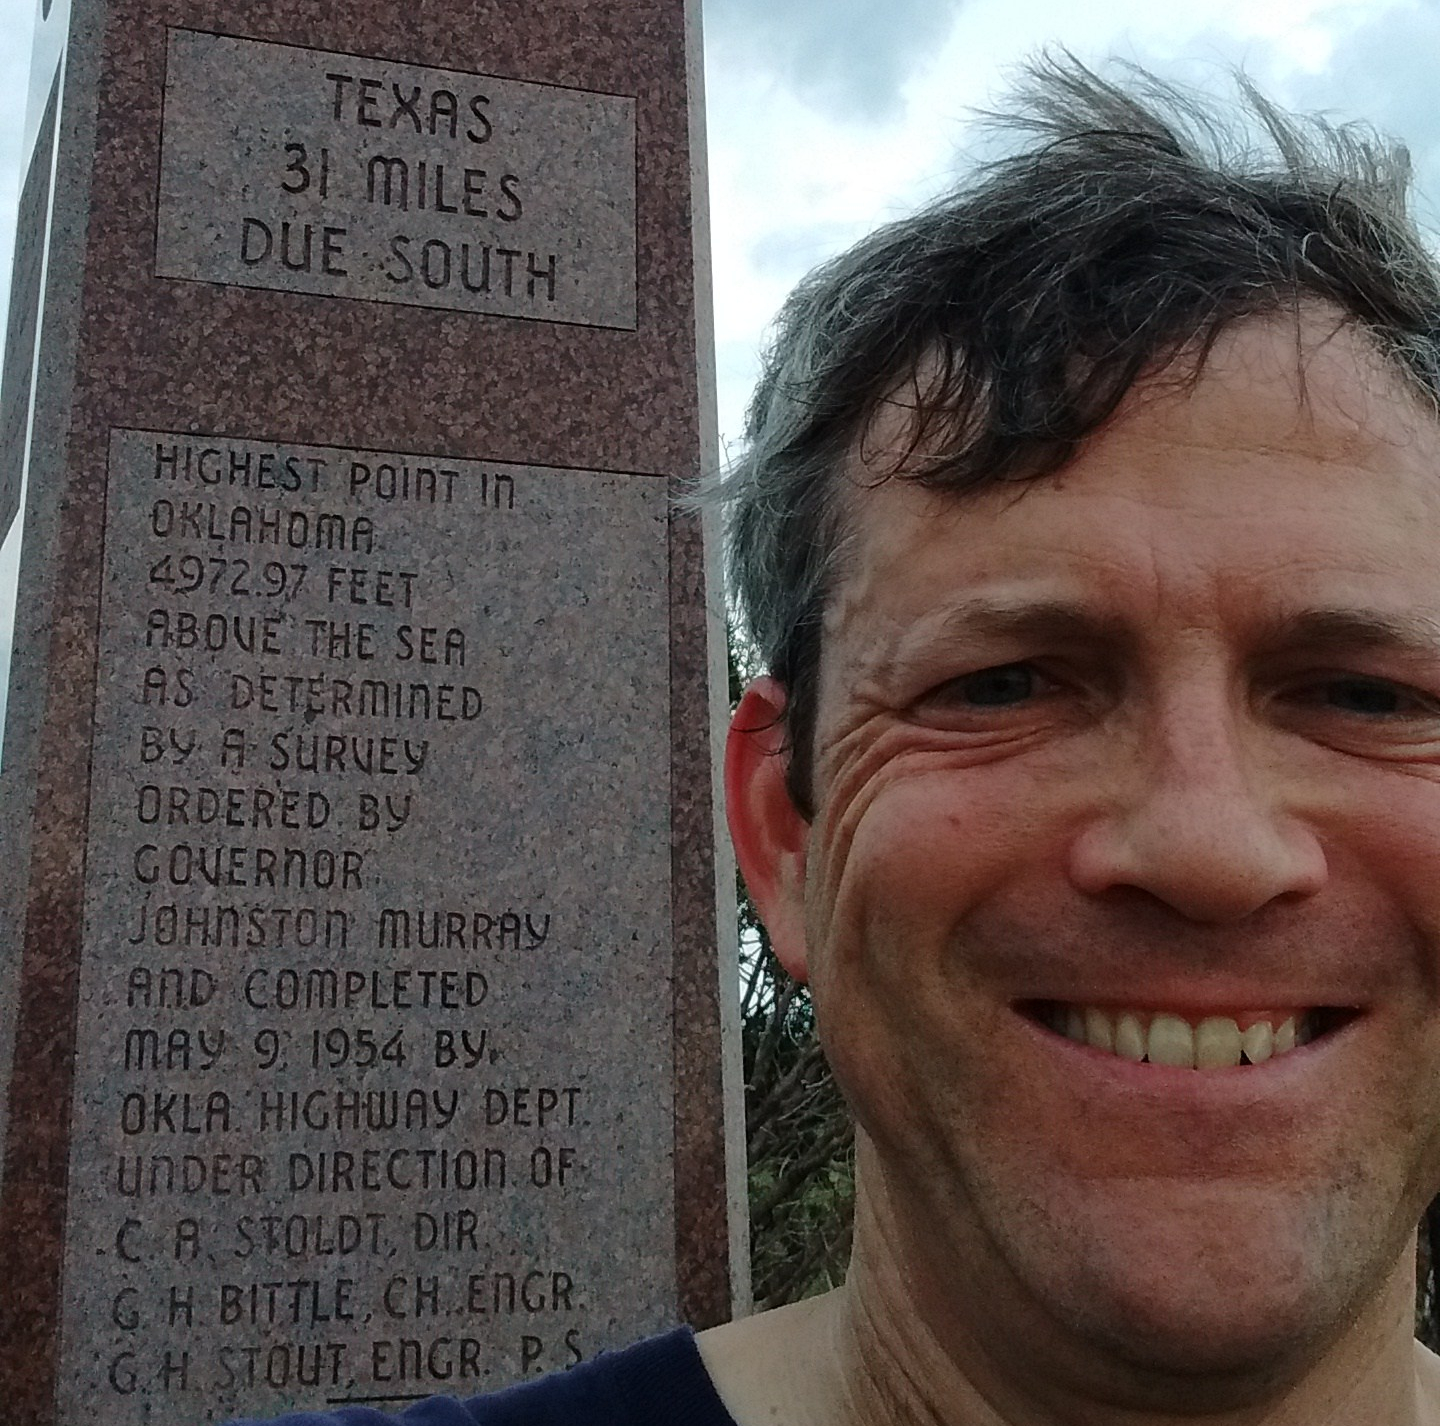 TEXAS
31 MILES
DUE SOUTH
HIGHEST POINT IN
OKLAHOMA
4972.97 FEET
ABOVE THE SEA
AS DETERMINED
BY A SURVEY
ORDERED BY
GOVERNOR
JOHNSTON MURRAY
AND COMPLETED
MAY 9, 1954 BY
OKLA. HIGHWAY DEPT.
UNDER DIRECTION OF
C. A. STOLDT, DIR.
G. H. BITTLE, CH. ENGR.
G. H. STOUT, ENGR. P. S.